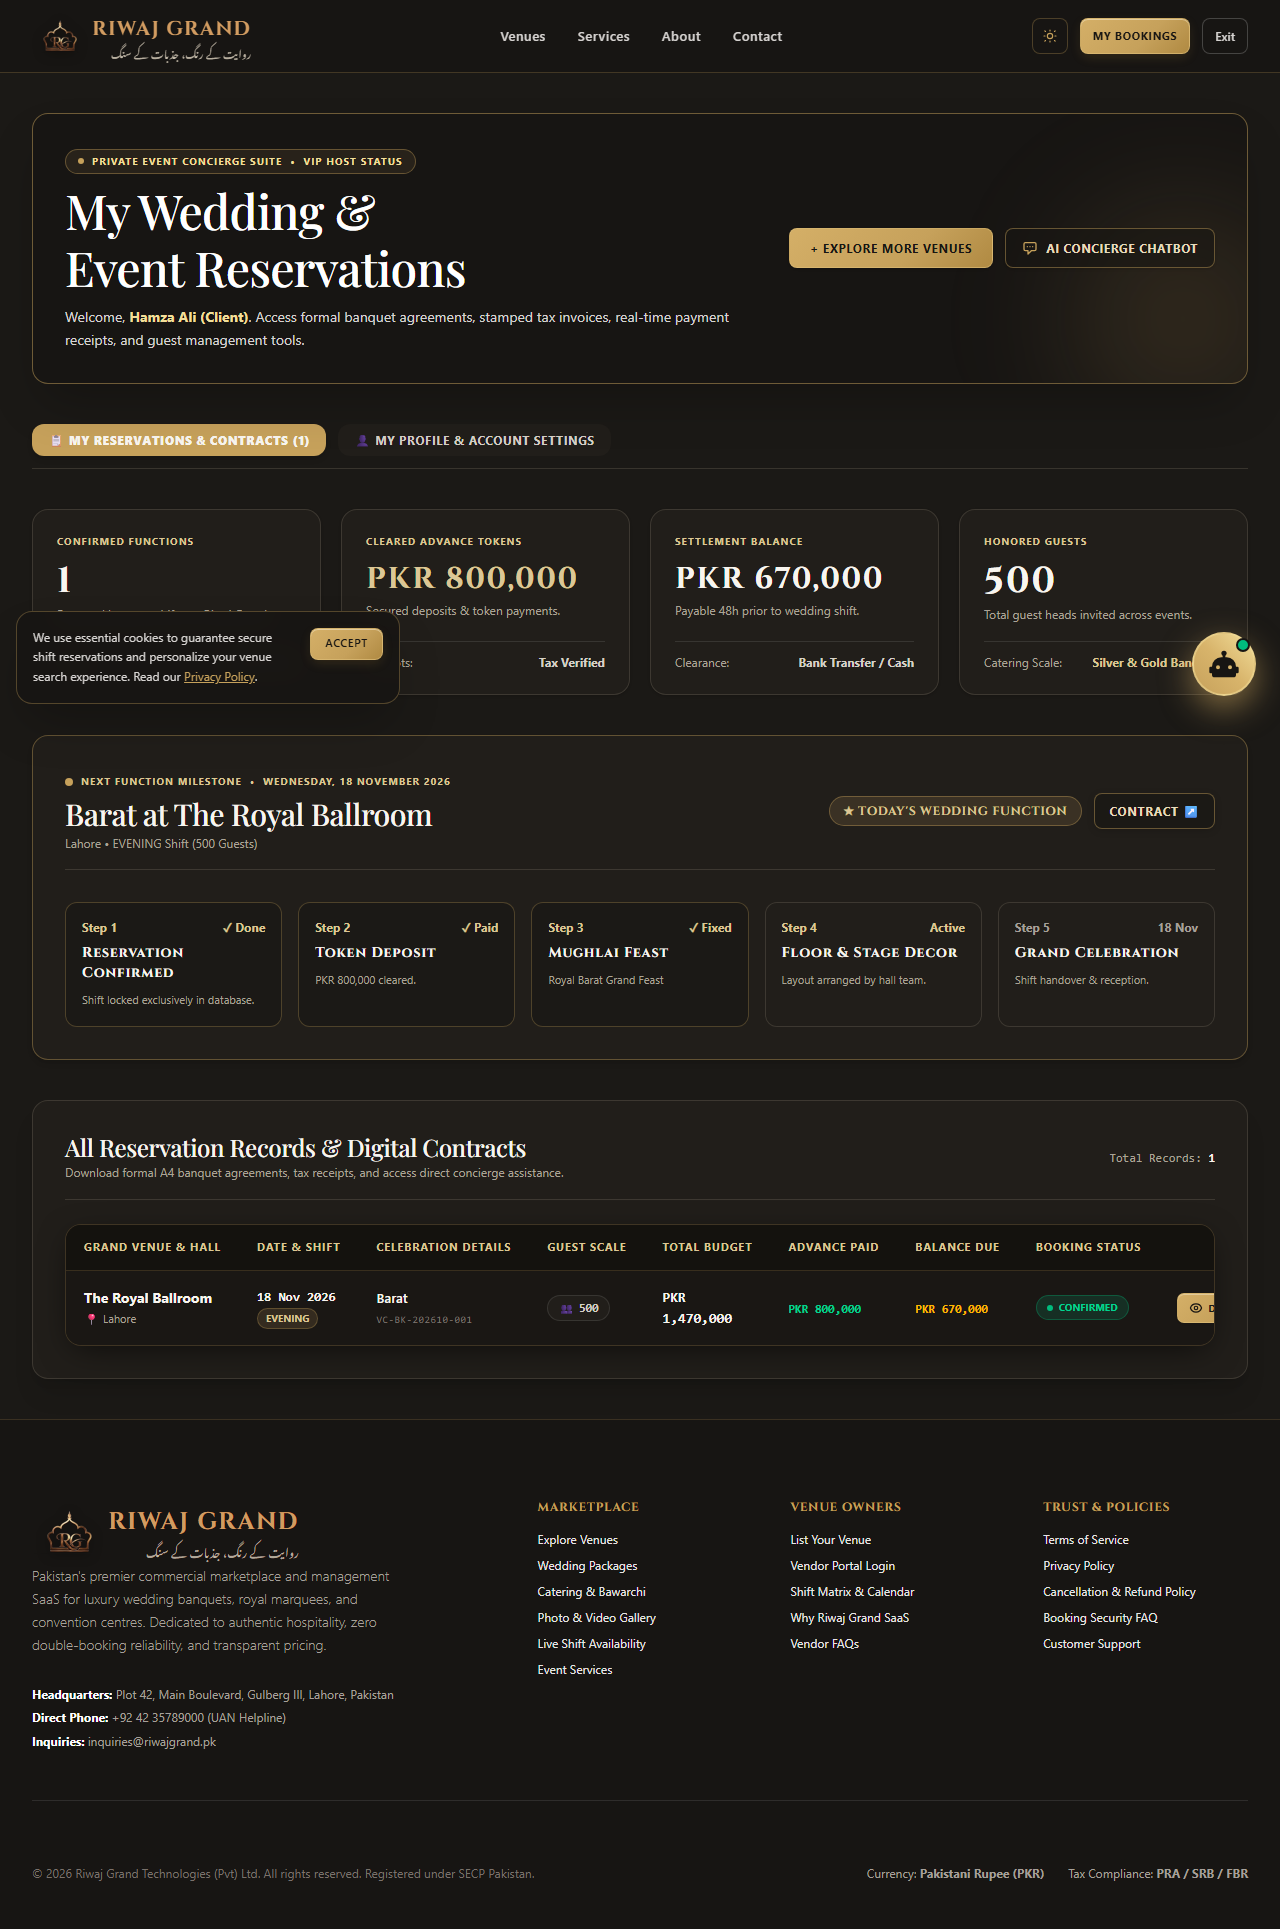 RIWAJ GRAND
روایت کے رنگ، جذبات کے سنگ
Venues
Services
About
Contact
MY BOOKINGS
Exit
PRIVATE EVENT CONCIERGE SUITE • VIP HOST STATUS
My Wedding &
Event Reservations
Welcome, Hamza Ali (Client). Access formal banquet agreements, stamped tax invoices, real-time payment
receipts, and guest management tools.
+ EXPLORE MORE VENUES
AI CONCIERGE CHATBOT
MY RESERVATIONS & CONTRACTS (1)
MY PROFILE & ACCOUNT SETTINGS
CONFIRMED FUNCTIONS
1
CLEARED ADVANCE TOKENS
PKR 800,000
Secured deposits & token payments.
Tax Verified
SETTLEMENT BALANCE
PKR 670,000
Payable 48h prior to wedding shift.
Clearance:
Bank Transfer / Cash
HONORED GUESTS
500
Total guest heads invited across events.
Catering Scale:
Silver & Gold Ban
We use essential cookies to guarantee secure
shift reservations and personalize your venue
search experience. Read our Privacy Policy.
ACCEPT
NEXT FUNCTION MILESTONE • WEDNESDAY, 18 NOVEMBER 2026
Barat at The Royal Ballroom
Lahore • EVENING Shift (500 Guests)
★ TODAY'S WEDDING FUNCTION
CONTRACT ↗
Step 1
✓ Done
RESERVATION
CONFIRMED
Shift locked exclusively in database.
Step 2
✓ Paid
TOKEN DEPOSIT
PKR 800,000 cleared.
Step 3
✓ Fixed
MUGHLAI FEAST
Royal Barat Grand Feast
Step 4
Active
FLOOR & STAGE DECOR
Layout arranged by hall team.
Step 5
18 Nov
GRAND CELEBRATION
Shift handover & reception.
All Reservation Records & Digital Contracts
Download formal A4 banquet agreements, tax receipts, and access direct concierge assistance.
Total Records: 1
GRAND VENUE & HALL
DATE & SHIFT
CELEBRATION DETAILS
GUEST SCALE
TOTAL BUDGET
ADVANCE PAID
BALANCE DUE
BOOKING STATUS
The Royal Ballroom
Lahore
18 Nov 2026
EVENING
Barat
VC-BK-202610-001
500
PKR
1,470,000
PKR 800,000
PKR 670,000
CONFIRMED
RIWAJ GRAND
روایت کے رنگ، جذبات کے سنگ
Pakistan's premier commercial marketplace and management
SaaS for luxury wedding banquets, royal marquees, and
convention centres. Dedicated to authentic hospitality, zero
double-booking reliability, and transparent pricing.
Headquarters: Plot 42, Main Boulevard, Gulberg III, Lahore, Pakistan
Direct Phone: +92 42 35789000 (UAN Helpline)
Inquiries: inquiries@riwajgrand.pk
MARKETPLACE
Explore Venues
Wedding Packages
Catering & Bawarchi
Photo & Video Gallery
Live Shift Availability
Event Services
VENUE OWNERS
List Your Venue
Vendor Portal Login
Shift Matrix & Calendar
Why Riwaj Grand SaaS
Vendor FAQs
TRUST & POLICIES
Terms of Service
Privacy Policy
Cancellation & Refund Policy
Booking Security FAQ
Customer Support
© 2026 Riwaj Grand Technologies (Pvt) Ltd. All rights reserved. Registered under SECP Pakistan.
Currency: Pakistani Rupee (PKR)
Tax Compliance: PRA / SRB / FBR